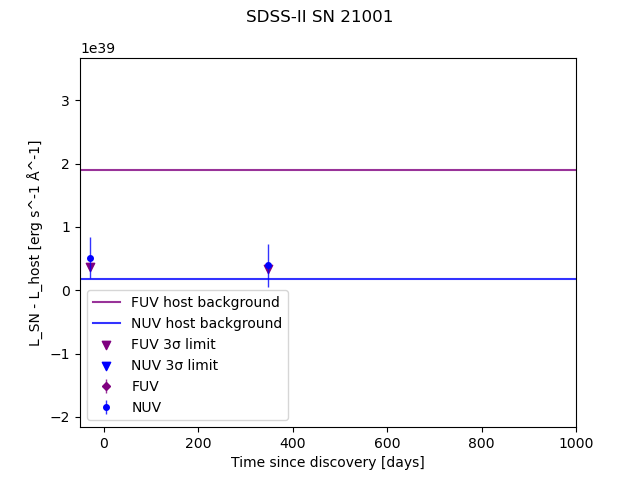 SDSS-II SN 21001
1e39
3
2
1
0
−1
−2
L_SN - L_host [erg s^-1 Å^-1]
FUV host background
NUV host background
FUV 3σ limit
NUV 3σ limit
FUV
NUV
0 200 400 600 800 1000
Time since discovery [days]